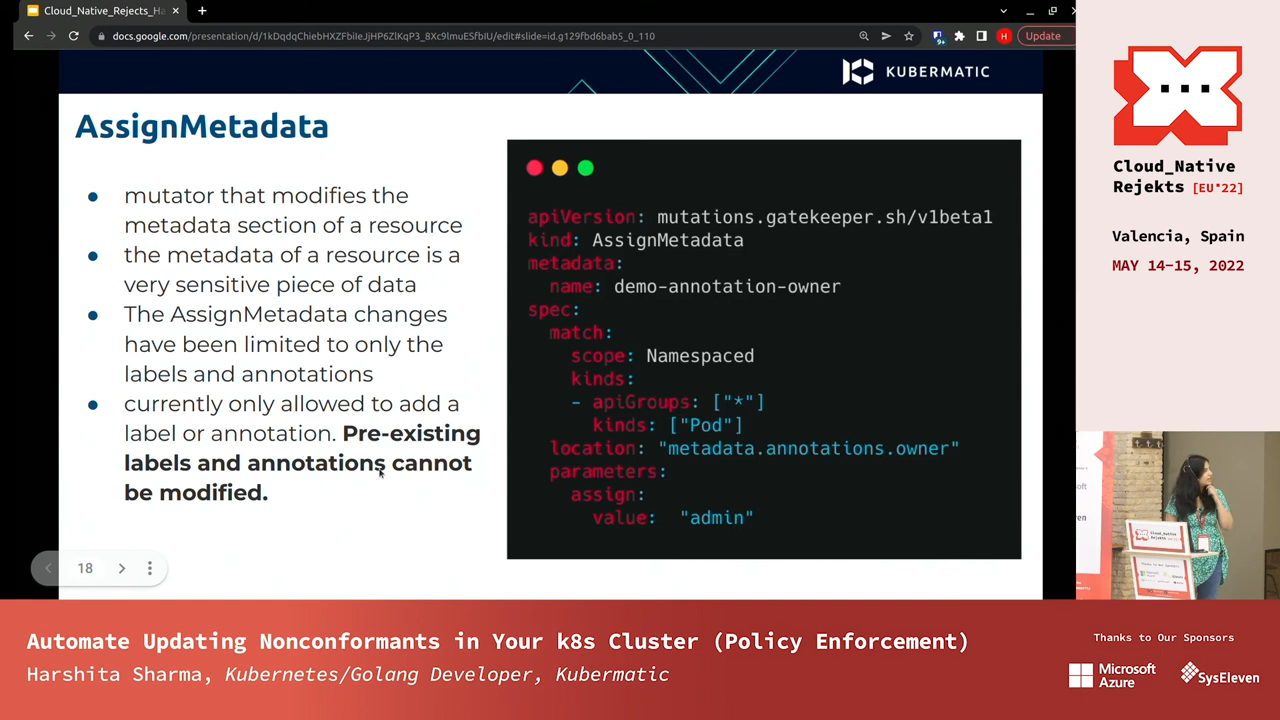 Cloud_Native_Rejects_Ha
docs.google.com/presentation/d/1kDqdqChiebHXZFbiIeJjHP6ZlKqP3_8Xc9lmuESfbIU/edit#slide=id.g129fbd6bab5_0_110
9+
H
Update
KUBERMATIC
AssignMetadata
● mutator that modifies the
metadata section of a resource
● the metadata of a resource is a
very sensitive piece of data
● The AssignMetadata changes
have been limited to only the
labels and annotations
● currently only allowed to add a
label or annotation. Pre-existing
labels and annotations cannot
be modified.
apiVersion: mutations.gatekeeper.sh/v1beta1
kind: AssignMetadata
metadata:
name: demo-annotation-owner
spec:
match:
scope: Namespaced
kinds:
- apiGroups: ["*"]
kinds: ["Pod"]
location: "metadata.annotations.owner"
parameters:
assign:
value: "admin"
18
Cloud_Native
Rejekts [EU*22]
Valencia, Spain
MAY 14-15, 2022
Automate Updating Nonconformants in Your k8s Cluster (Policy Enforcement)
Harshita Sharma, Kubernetes/Golang Developer, Kubermatic
Thanks to Our Sponsors
Microsoft
Azure
SysEleven